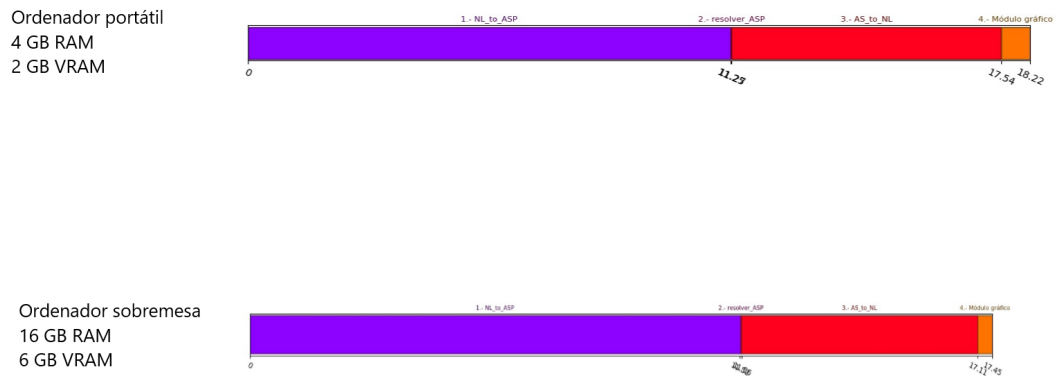 Ordenador portátil
4 GB RAM
2 GB VRAM
1.- NL_to_ASP 2.- resolver_ASP 3.- AS_to_NL 4.- Módulo gráfico
0 17.54 18.22
Ordenador sobremesa
16 GB RAM
6 GB VRAM
1.- NL_to_ASP 2.- resolver_ASP 3.- AS_to_NL 4.- Módulo gráfico
0 17.11 17.45